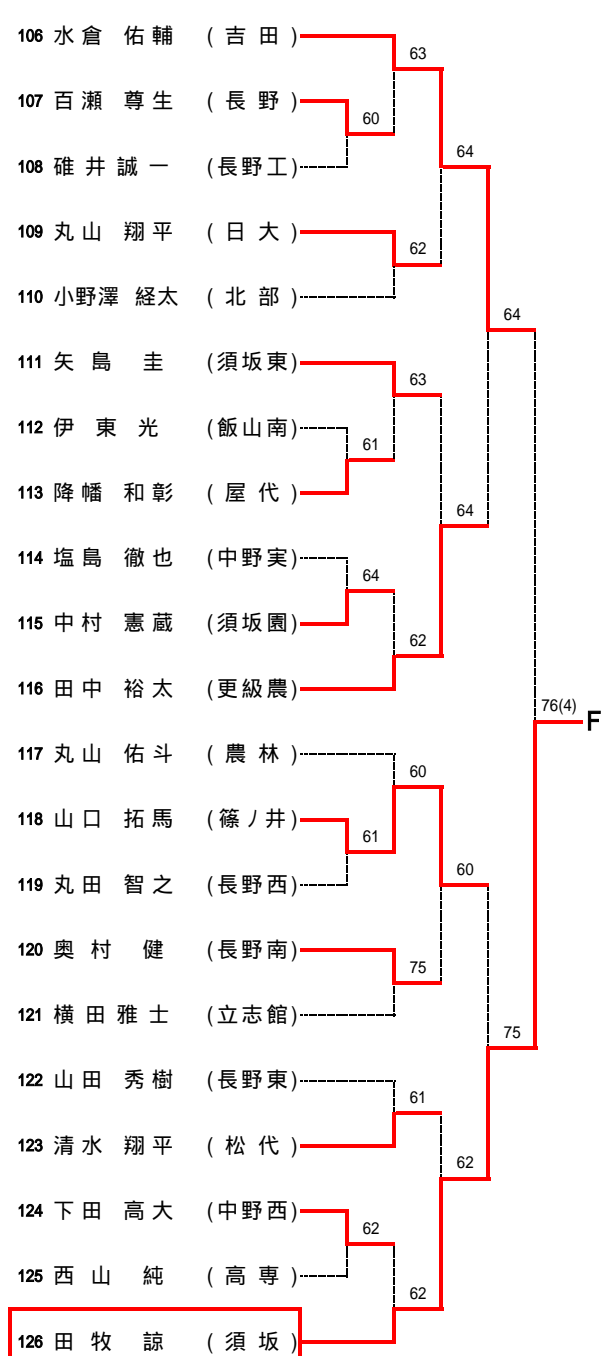 106 水倉 佑輔 (吉田)
63
107 百瀬 尊生 (長野)
60
108 碓井誠一 (長野工)
64
109 丸山 翔平 (日大)
62
110 小野澤 経太 (北部)
64
111 矢島 圭 (須坂東)
63
112 伊東光 (飯山南)
61
113 降幡 和彰 (屋代)
64
114 塩島 徹也 (中野実)
64
115 中村 憲蔵 (須坂園)
62
116 田中 裕太 (更級農)
76(4) F
117 丸山 佑斗 (農林)
60
118 山口 拓馬 (篠ノ井)
61
60
119 丸田 智之 (長野西)
120 奥村 健 (長野南)
75
121 横田雅士 (立志館)
75
122 山田 秀樹 (長野東)
61
123 清水 翔平 (松代)
62
124 下田 高大 (中野西)
62
125 西山 純 (高専)
62
126 田牧 諒 (須坂)